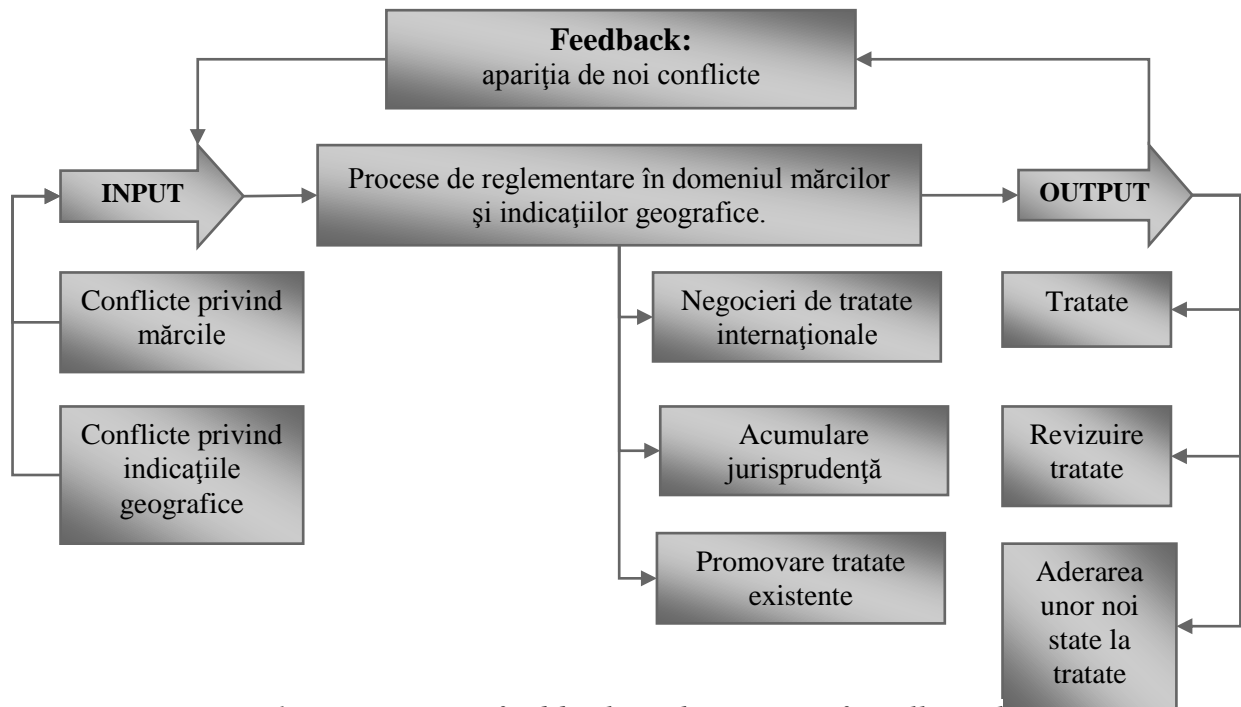 Feedback:
apariţia de noi conflicte
INPUT
Procese de reglementare în domeniul mărcilor
şi indicaţiilor geografice.
OUTPUT
Conflicte privind
mărcile
Negocieri de tratate
internaţionale
Tratate
Conflicte privind
indicaţiile
geografice
Acumulare
jurisprudenţă
Revizuire
tratate
Promovare tratate
existente
Aderarea
unor noi
state la
tratate